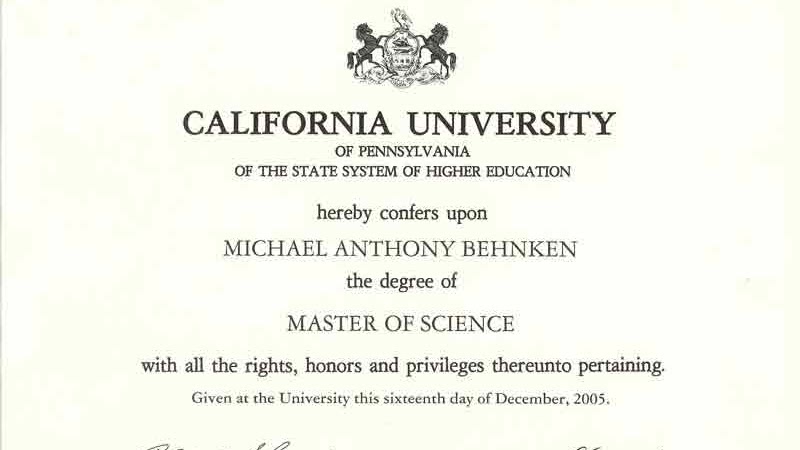 CALIFORNIA UNIVERSITY
OF PENNSYLVANIA
OF THE STATE SYSTEM OF HIGHER EDUCATION
hereby confers upon
MICHAEL ANTHONY BEHNKEN
the degree of
MASTER OF SCIENCE
with all the rights, honors and privileges thereunto pertaining.
Given at the University this sixteenth day of December, 2005.